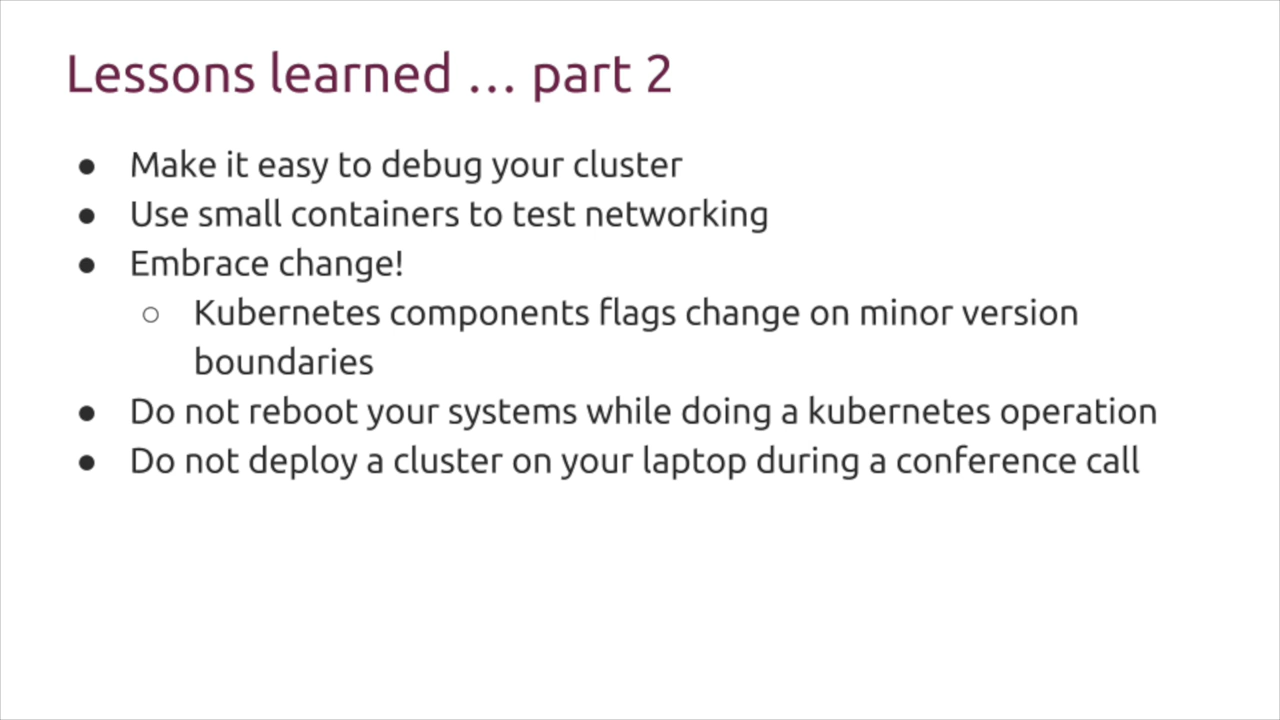 Lessons learned … part 2
● Make it easy to debug your cluster
● Use small containers to test networking
● Embrace change!
○ Kubernetes components flags change on minor version
boundaries
● Do not reboot your systems while doing a kubernetes operation
● Do not deploy a cluster on your laptop during a conference call